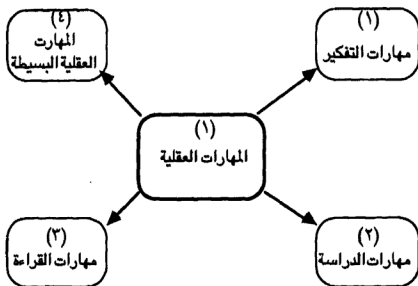 (١)
المهارات العقلية
(١)
مهارات التفكير
(٢)
مهارات الدراسة
(٣)
مهارات القراءة
(٤)
المهارت
العقلية البسيطة